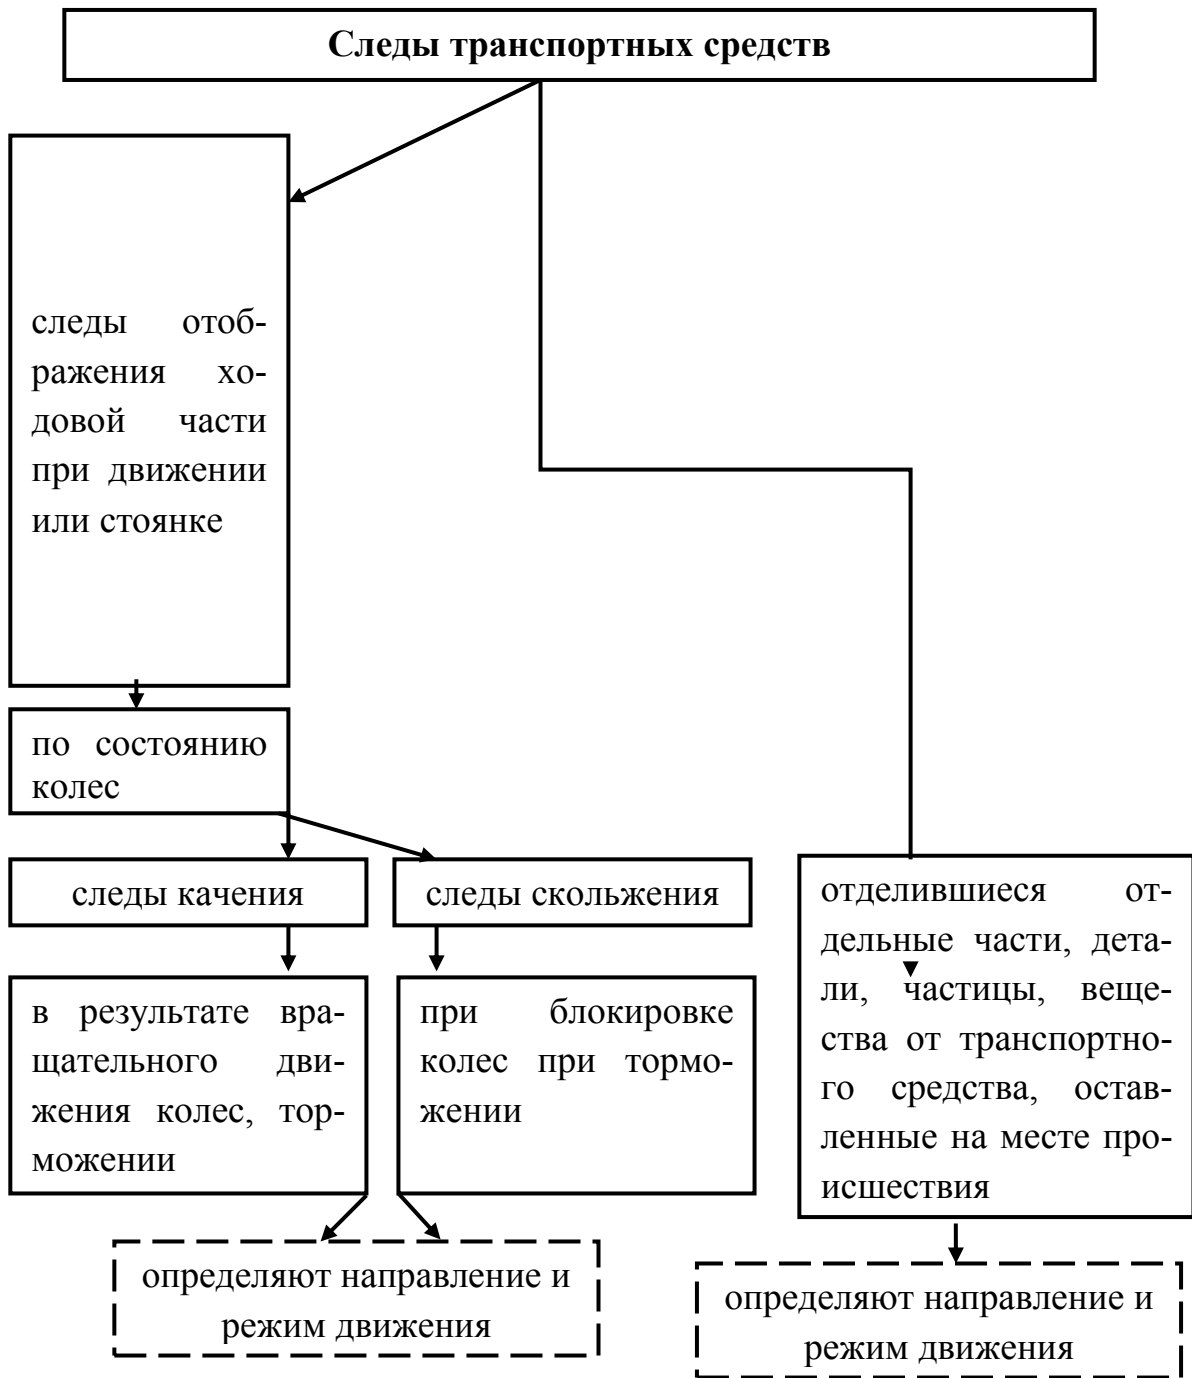 Следы транспортных средств
следы отоб-
ражения хо-
довой части
при движении
или стоянке
по состоянию
колес
следы качения
следы скольжения
в результате вра-
щательного дви-
жения колес, тор-
можении
при блокировке
колес при тормо-
жении
отделившиеся от-
дельные части, дета-
ли, частицы, веще-
ства от транспортно-
го средства, остав-
ленные на месте про-
исшествия
определяют направление и
режим движения
определяют направление и
режим движения